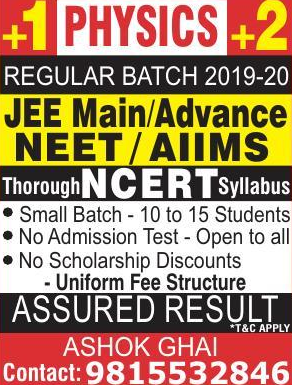 +1 PHYSICS +2
REGULAR BATCH 2019-20
JEE Main/Advance
NEET / AIIMS
Thorough NCERT Syllabus
• Small Batch - 10 to 15 Students
• No Admission Test - Open to all
• No Scholarship Discounts
- Uniform Fee Structure
ASSURED RESULT
*T&C APPLY
ASHOK GHAI
Contact: 9815532846